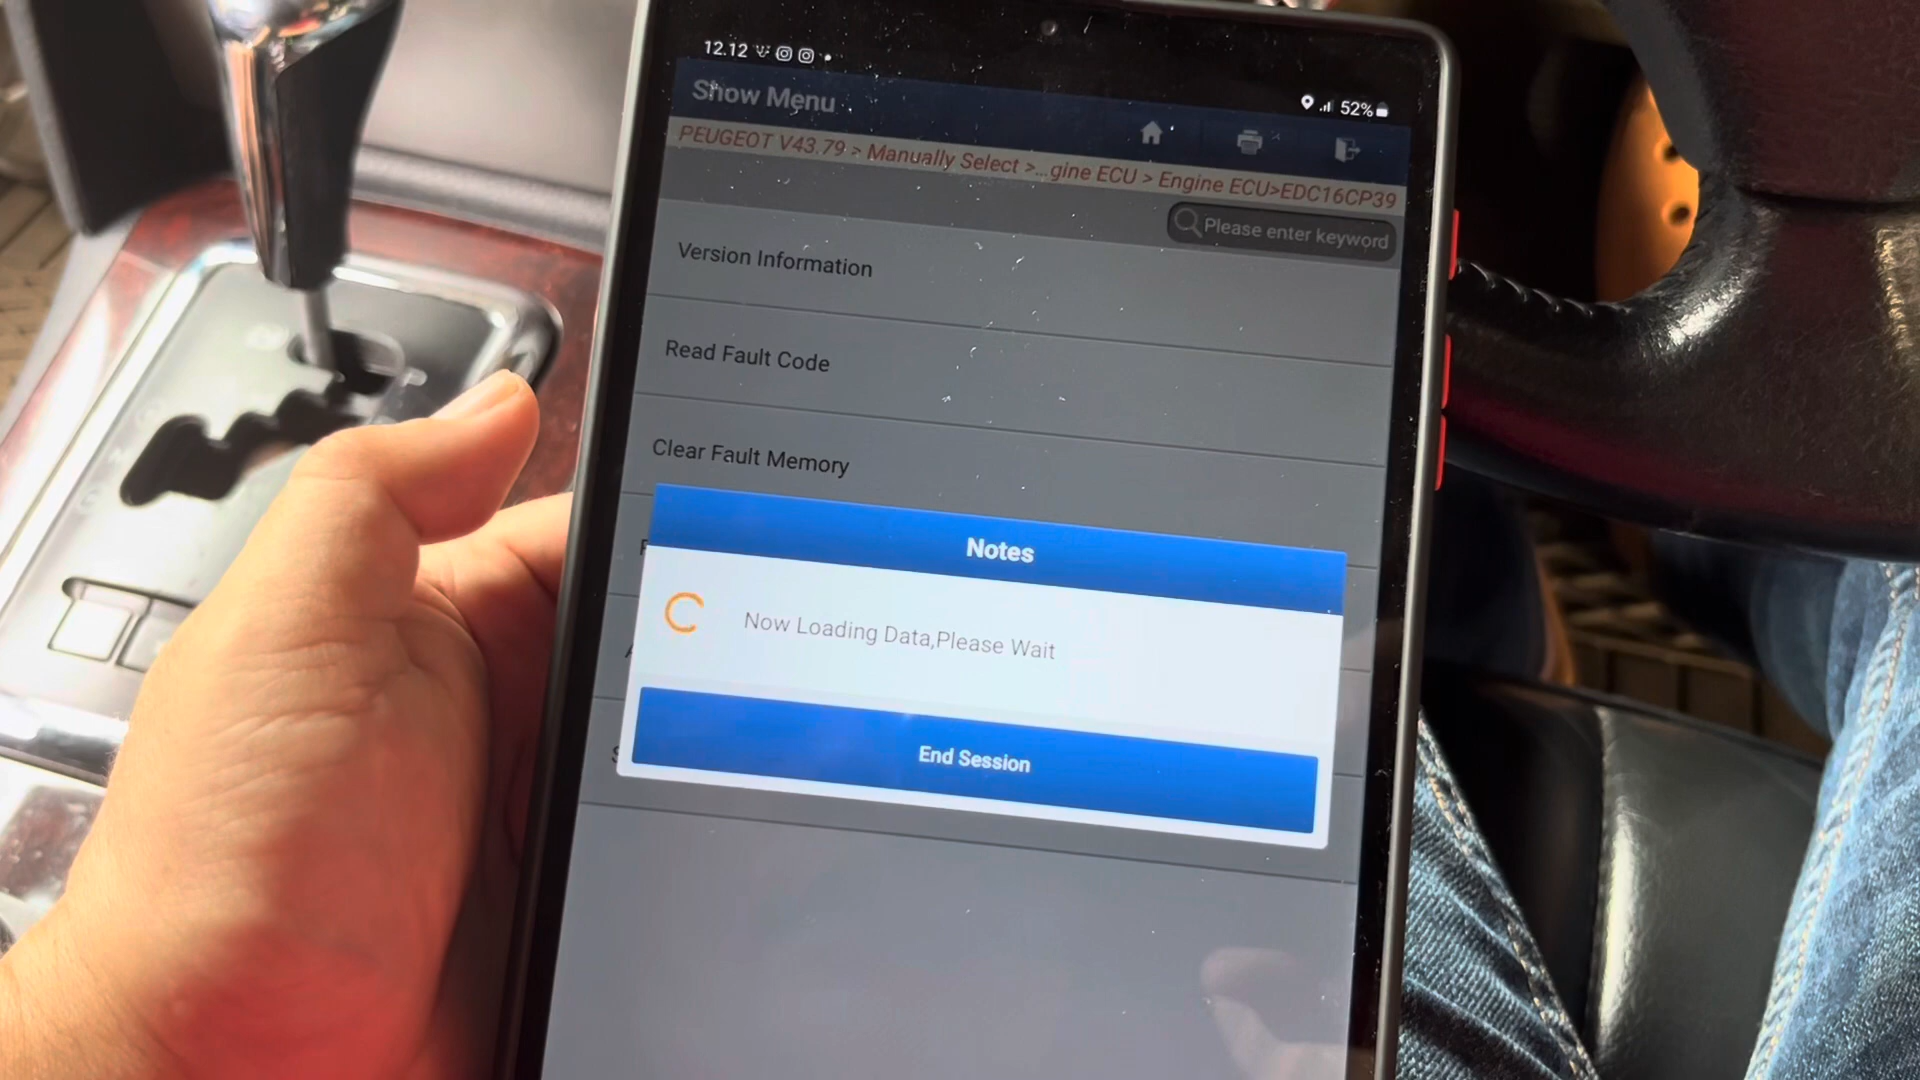 12.12
52%
Show Menu
PEUGEOT V43.79 > Manually Select >...gine ECU > Engine ECU>EDC16CP39
Please enter keyword
Version Information
Read Fault Code
Clear Fault Memory
Notes
Now Loading Data,Please Wait
End Session